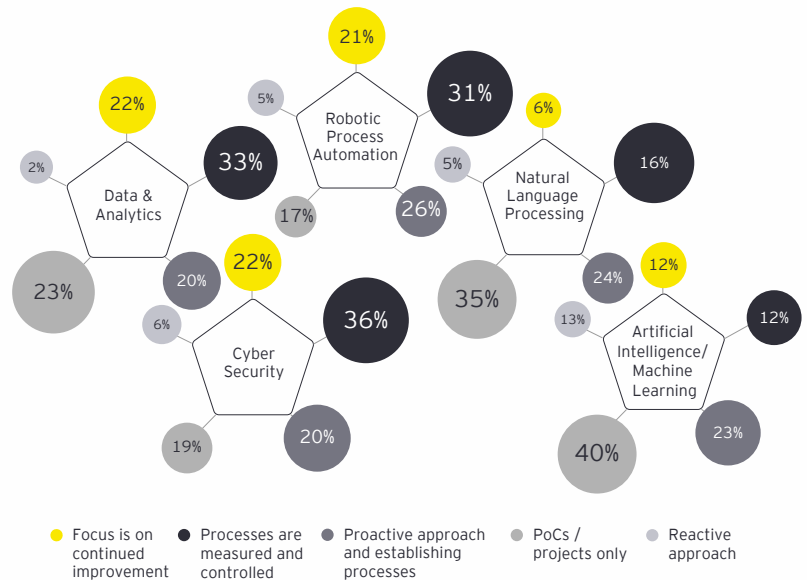 21%
5%
31%
Robotic
Process
Automation
17%
26%
22%
2%
33%
Data &
Analytics
23%
20%
6%
5%
16%
Natural
Language
Processing
35%
24%
22%
6%
36%
Cyber
Security
19%
20%
12%
13%
12%
Artificial
Intelligence/
Machine
Learning
40%
23%
Focus is on
continued
improvement
Processes are
measured and
controlled
Proactive approach
and establishing
processes
PoCs /
projects only
Reactive
approach